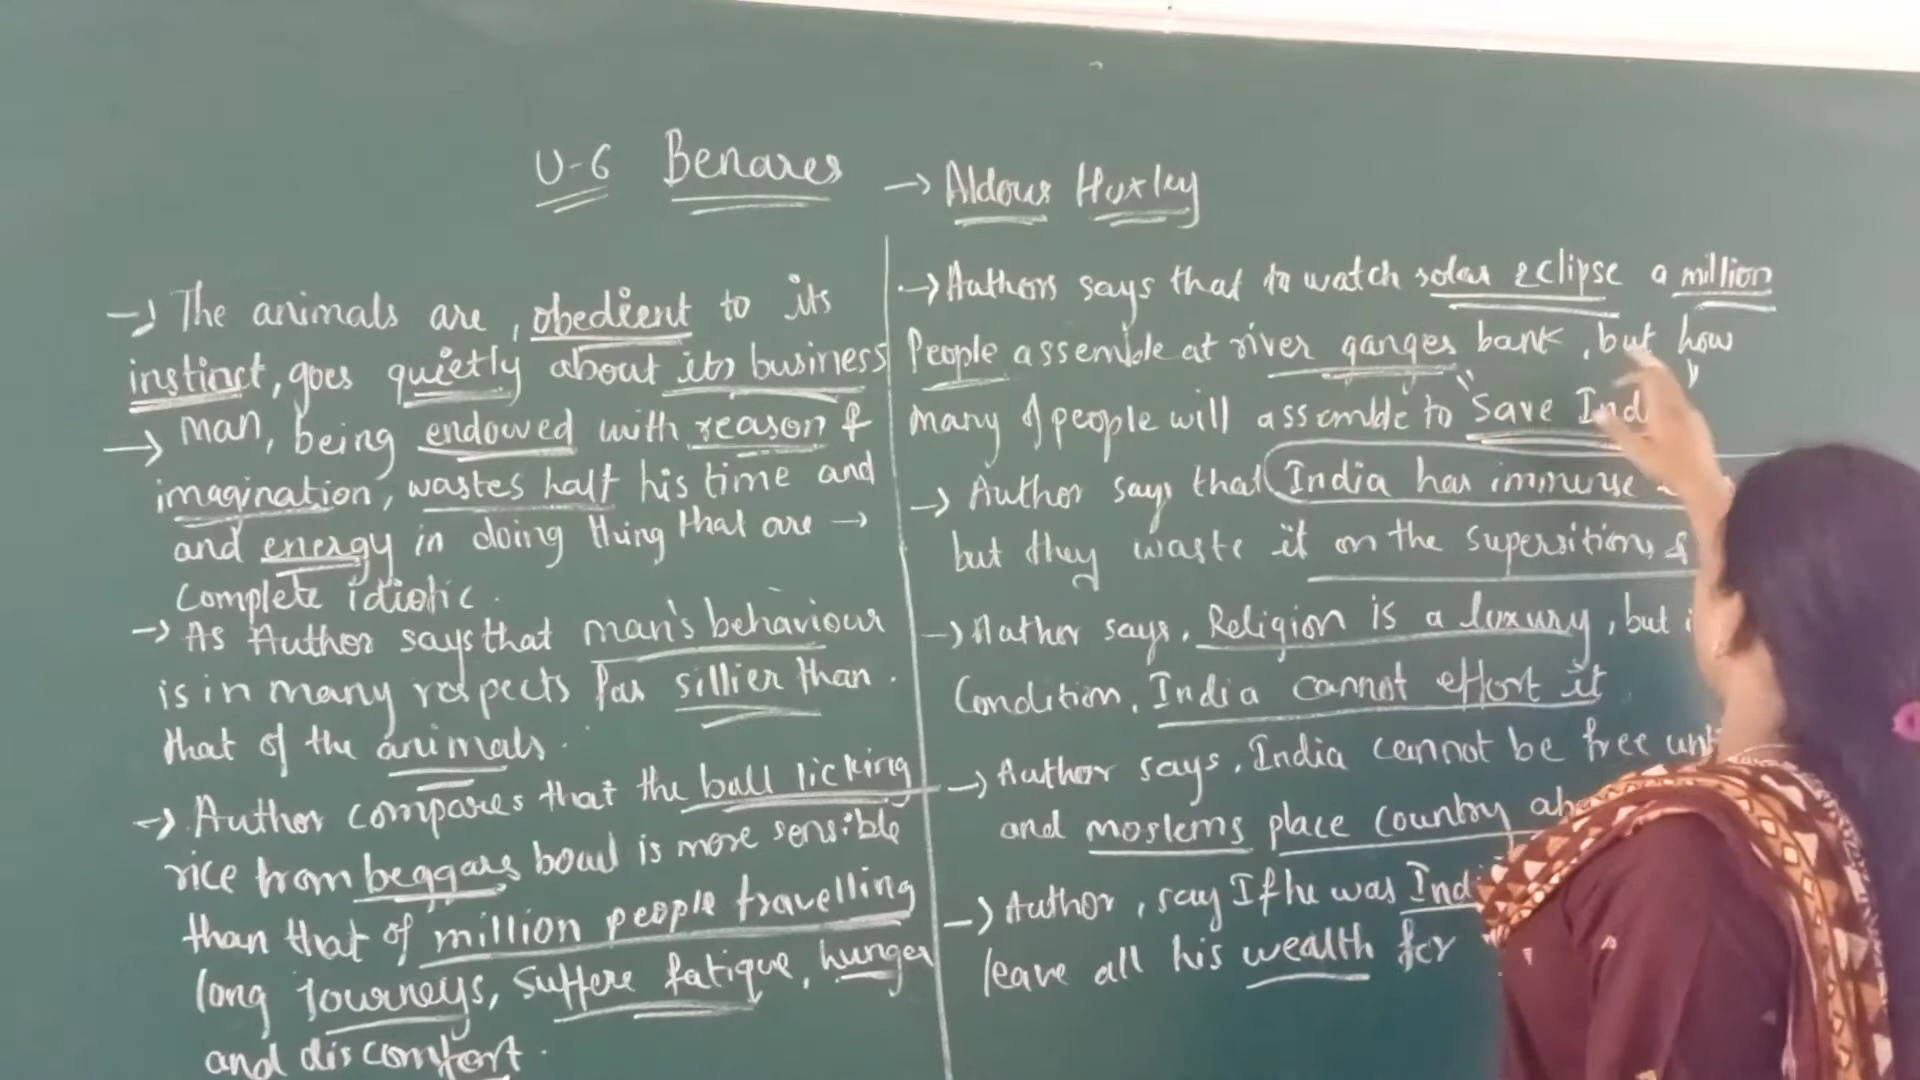 U-6 Benares → Aldous Huxley
→ The animals are, obedient to its
instinct, goes quietly about its business
→ man, being endowed with reason &
imagination, wastes half his time and
and energy in doing thing that are →
complete idiotic.
→ As Author says that man's behaviour
is in many respects far sillier than.
that of the animals.
→ Author compares that the ball licking
rice from beggars bowl is more sensible
than that of million people travelling
long Journeys, suffere fatique, hunger
and discomfort.
→ Authors says that to watch solar eclipse a million
People assemble at river ganges bank, but how
many of people will assemble to "Save
→ Author says that India has immense
but they waste it on the supersitions &
→ Author says, Religion is a luxury, but
Condition, India cannot effort it
→ Author says, India cannot be free
and moslems place country
→ Author, say If he was
leave all his wealth for